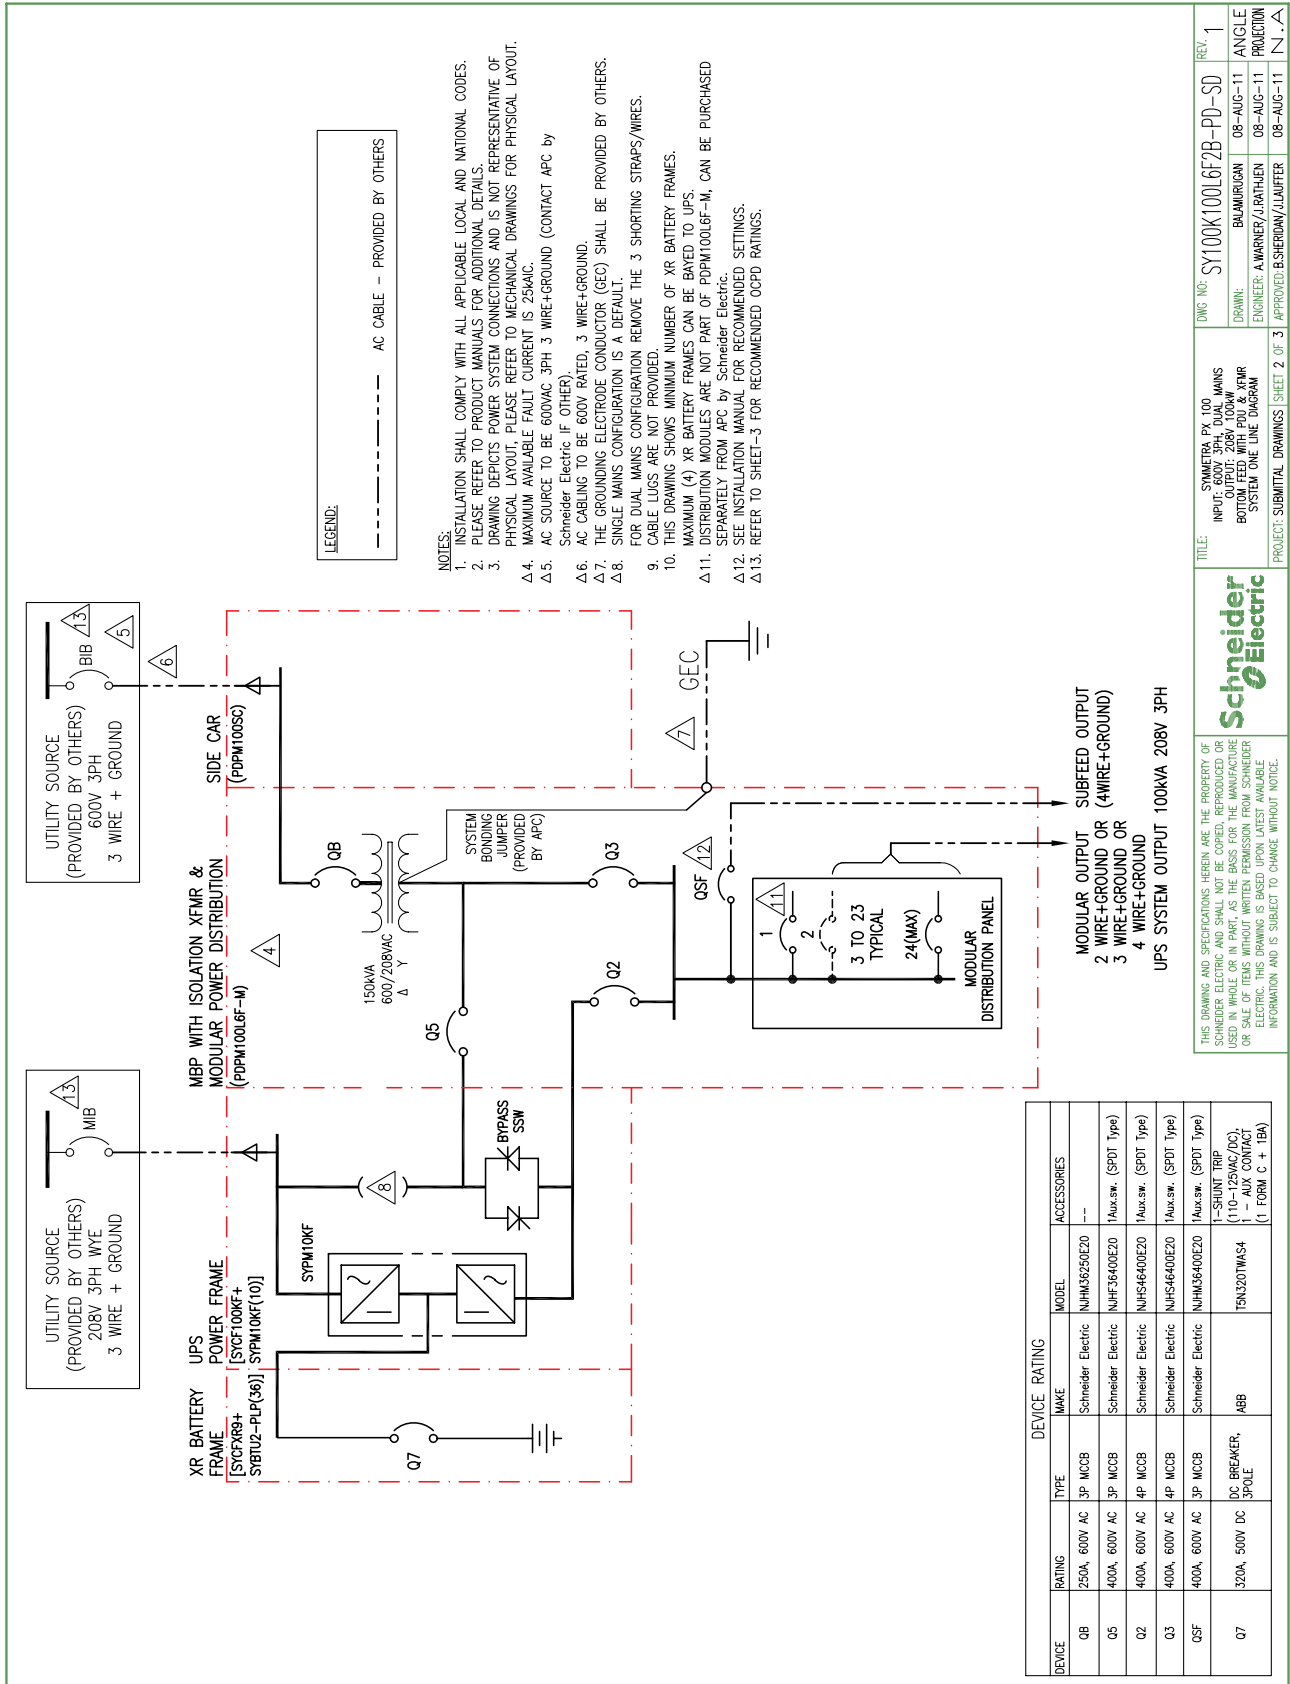 UTILITY SOURCE
(PROVIDED BY OTHERS)
208V 3PH WYE
3 WIRE + GROUND
MIB
13
UTILITY SOURCE
(PROVIDED BY OTHERS)
600V 3PH
3 WIRE + GROUND
BIB
13
5
6
XR BATTERY
FRAME
[SYCFXR9+
SYBTU2-PLP(36)]
UPS
POWER FRAME
[SYCF100KF+
SYPM10KF(10)]
MBP WITH ISOLATION XFMR &
MODULAR POWER DISTRIBUTION
(PDPM100L6F-M)
SIDE CAR
(PDPM100SC)
4
SYPM10KF
8
BYPASS
SSW
Q7
Q5
QB
150KVA
600/208VAC
Δ Y
SYSTEM
BONDING
JUMPER
(PROVIDED
BY APC)
7
GEC
Q2
Q3
QSF
12
11
1
2
3 TO 23
TYPICAL
24(MAX)
MODULAR
DISTRIBUTION PANEL
MODULAR OUTPUT
2 WIRE+GROUND OR
3 WIRE+GROUND OR
4 WIRE+GROUND
SUBFEED OUTPUT
(4WIRE+GROUND)
UPS SYSTEM OUTPUT 100kVA 208V 3PH
LEGEND:
AC CABLE - PROVIDED BY OTHERS
NOTES:
1. INSTALLATION SHALL COMPLY WITH ALL APPLICABLE LOCAL AND NATIONAL CODES.
2. PLEASE REFER TO PRODUCT MANUALS FOR ADDITIONAL DETAILS.
3. DRAWING DEPICTS POWER SYSTEM CONNECTIONS AND IS NOT REPRESENTATIVE OF
PHYSICAL LAYOUT, PLEASE REFER TO MECHANICAL DRAWINGS FOR PHYSICAL LAYOUT.
Δ 4. MAXIMUM AVAILABLE FAULT CURRENT IS 25kAIC.
Δ 5. AC SOURCE TO BE 600VAC 3PH 3 WIRE+GROUND (CONTACT APC by
Schneider Electric IF OTHER).
Δ 6. AC CABLING TO BE 600V RATED, 3 WIRE+GROUND.
Δ 7. THE GROUNDING ELECTRODE CONDUCTOR (GEC) SHALL BE PROVIDED BY OTHERS.
Δ 8. SINGLE MAINS CONFIGURATION IS A DEFAULT.
FOR DUAL MAINS CONFIGURATION REMOVE THE 3 SHORTING STRAPS/WIRES.
9. CABLE LUGS ARE NOT PROVIDED.
10. THIS DRAWING SHOWS MINIMUM NUMBER OF XR BATTERY FRAMES.
MAXIMUM (4) XR BATTERY FRAMES CAN BE BAYED TO UPS.
Δ11. DISTRIBUTION MODULES ARE NOT PART OF PDPM100L6F-M, CAN BE PURCHASED
SEPARATELY FROM APC by Schneider Electric.
Δ12. SEE INSTALLATION MANUAL FOR RECOMMENDED SETTINGS.
Δ13. REFER TO SHEET-3 FOR RECOMMENDED OCPD RATINGS.
DEVICE RATING
DEVICE RATING TYPE MAKE MODEL ACCESSORIES
QB 250A, 600V AC 3P MCCB Schneider Electric NJHM36250E20 --
Q5 400A, 600V AC 3P MCCB Schneider Electric NJHF36400E20 1Aux.sw. (SPDT Type)
Q2 400A, 600V AC 4P MCCB Schneider Electric NJHS46400E20 1Aux.sw. (SPDT Type)
Q3 400A, 600V AC 4P MCCB Schneider Electric NJHS46400E20 1Aux.sw. (SPDT Type)
QSF 400A, 600V AC 3P MCCB Schneider Electric NJHM36400E20 1Aux.sw. (SPDT Type)
Q7 320A, 500V DC DC BREAKER, 3POLE ABB T5N320TWAS4 1-SHUNT TRIP
(110-125VAC/DC),
1 - AUX CONTACT
(1 FORM C + 1BA)
THIS DRAWING AND SPECIFICATIONS HEREIN ARE THE PROPERTY OF
SCHNEIDER ELECTRIC AND SHALL NOT BE COPIED, REPRODUCED OR
USED IN WHOLE OR IN PART, AS THE BASIS FOR THE MANUFACTURE
OR SALE OF ITEMS WITHOUT WRITTEN PERMISSION FROM SCHNEIDER
ELECTRIC. THIS DRAWING IS BASED UPON LATEST AVAILABLE
INFORMATION AND IS SUBJECT TO CHANGE WITHOUT NOTICE.
Schneider
Electric
TITLE: SYMMETRA PX 100
INPUT: 600V 3PH, DUAL MAINS
OUTPUT: 208V 100kW
BOTTOM FEED WITH PDU & XFMR
SYSTEM ONE LINE DIAGRAM
PROJECT: SUBMITTAL DRAWINGS SHEET 2 OF 3
DWG NO: SY100K100L6F2B-PD-SD REV. 1
DRAWN: BALAMURUGAN 08-AUG-11
ENGINEER: A.WARNER/J.RATHJEN 08-AUG-11
APPROVED: B.SHERIDAN/J.LAUFFER 08-AUG-11
ANGLE
PROJECTION
N.A